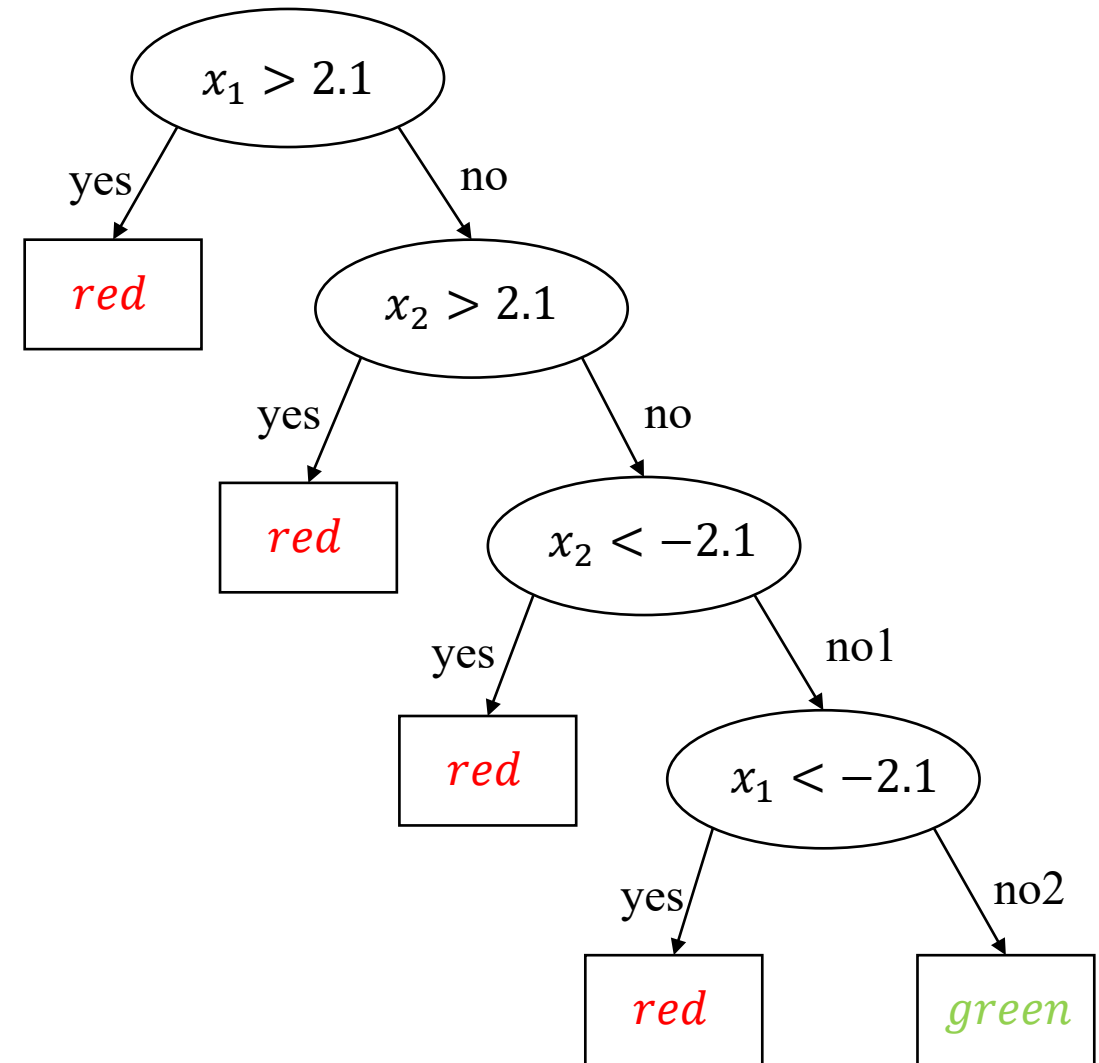 x₁ > 2.1
yes
no
red
x₂ > 2.1
yes
no
red
x₂ < −2.1
yes
no1
red
x₁ < −2.1
yes
no2
red
green